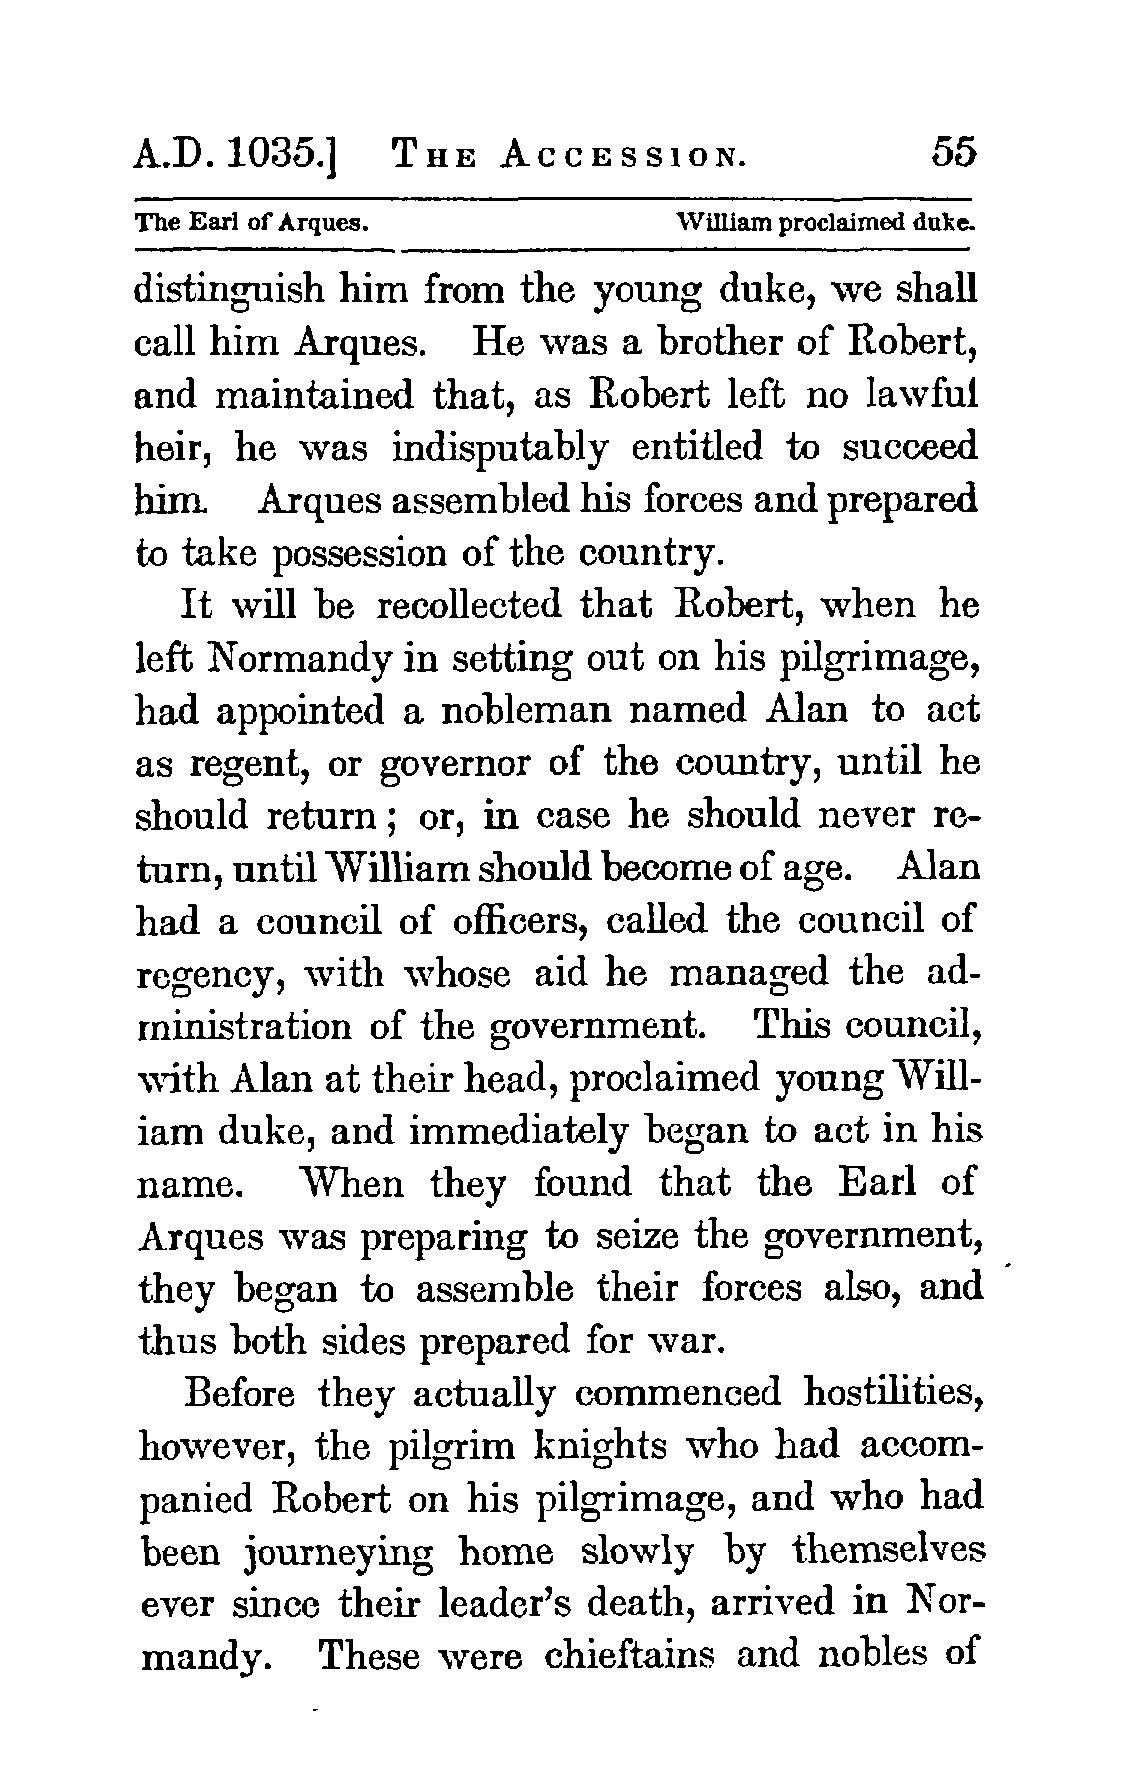 A.D. 1035.] THE ACCESSION. 55
The Earl of Arques. William proclaimed duke.
distinguish him from the young duke, we shall
call him Arques. He was a brother of Robert,
and maintained that, as Robert left no lawful
heir, he was indisputably entitled to succeed
him. Arques assembled his forces and prepared
to take possession of the country.
It will be recollected that Robert, when he
left Normandy in setting out on his pilgrimage,
had appointed a nobleman named Alan to act
as regent, or governor of the country, until he
should return; or, in case he should never re-
turn, until William should become of age. Alan
had a council of officers, called the council of
regency, with whose aid he managed the ad-
ministration of the government. This council,
with Alan at their head, proclaimed young Will-
iam duke, and immediately began to act in his
name. When they found that the Earl of
Arques was preparing to seize the government,
they began to assemble their forces also, and
thus both sides prepared for war.
Before they actually commenced hostilities,
however, the pilgrim knights who had accom-
panied Robert on his pilgrimage, and who had
been journeying home slowly by themselves
ever since their leader's death, arrived in Nor-
mandy. These were chieftains and nobles of